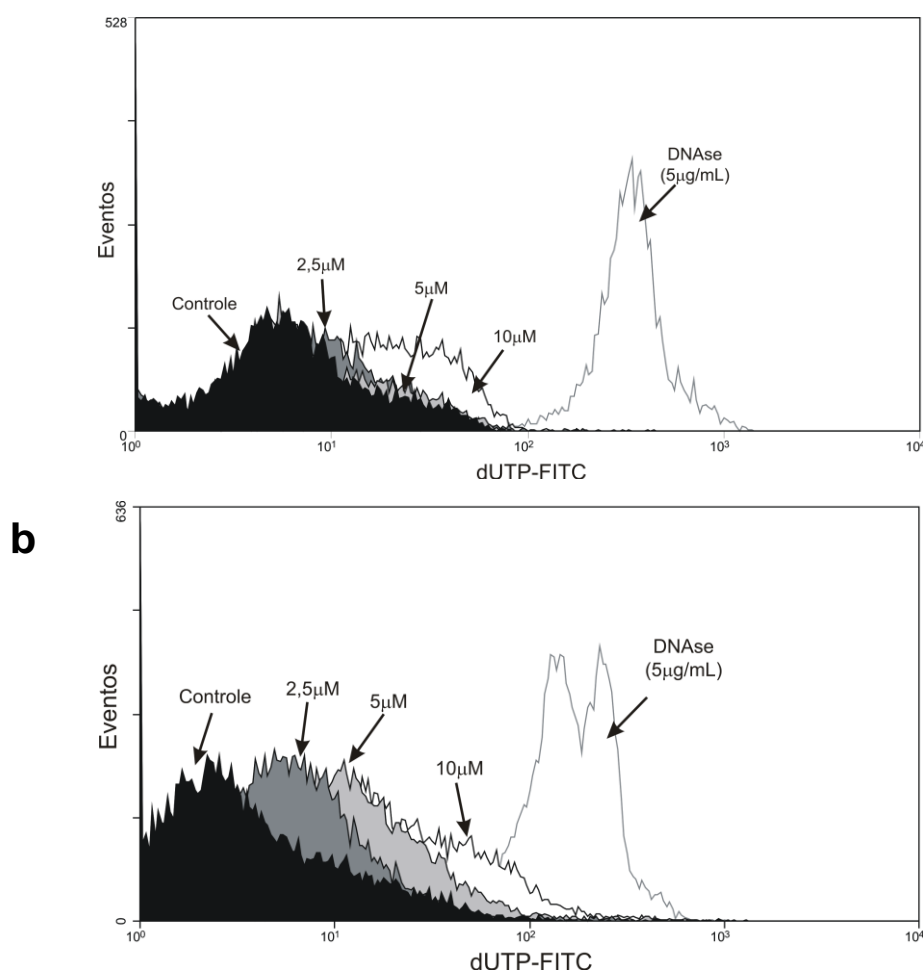 528
DNAse
(5µg/mL)
2,5µM
5µM
Controle
10µM
Eventos
0
10⁰
10¹
10²
10³
10⁴
dUTP-FITC
b
636
DNAse
(5µg/mL)
Controle
2,5µM
5µM
10µM
Eventos
0
10⁰
10¹
10²
10³
10⁴
dUTP-FITC